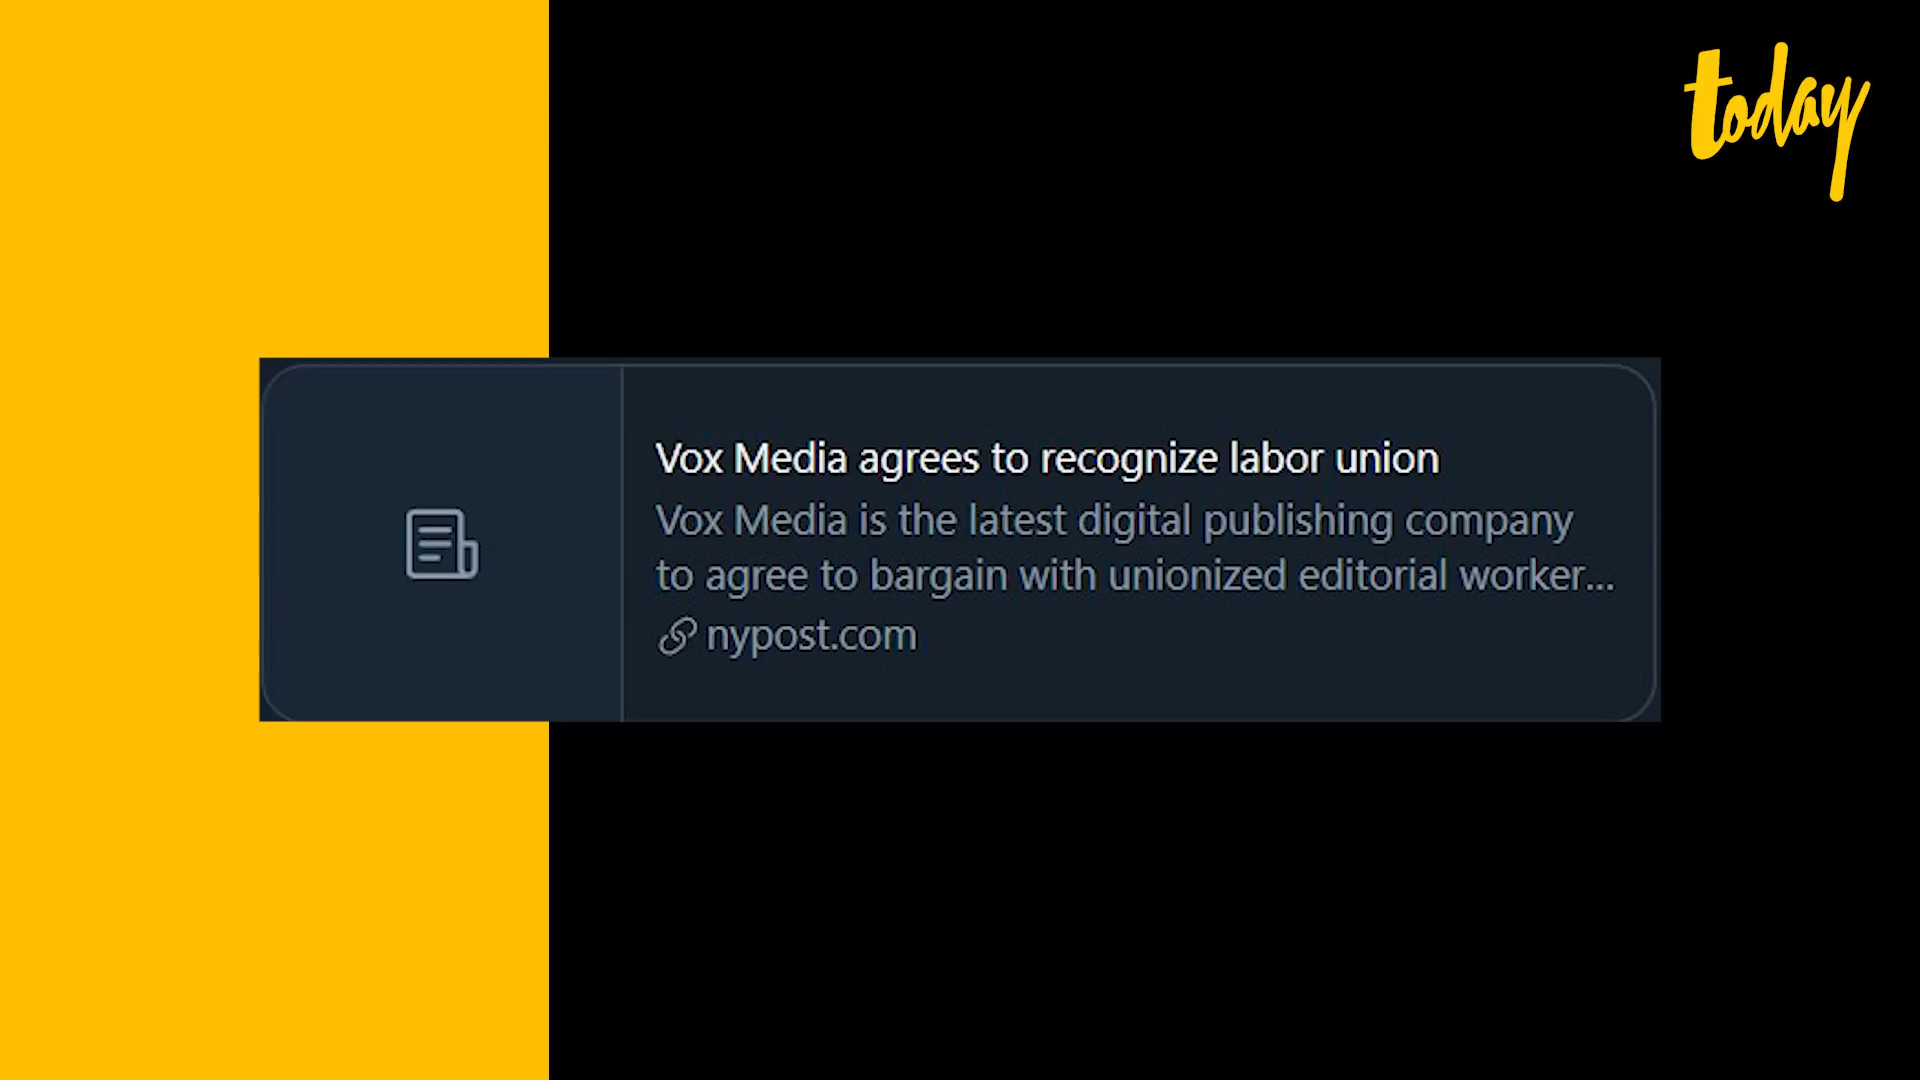 today
Vox Media agrees to recognize labor union
Vox Media is the latest digital publishing company
to agree to bargain with unionized editorial worker...
nypost.com